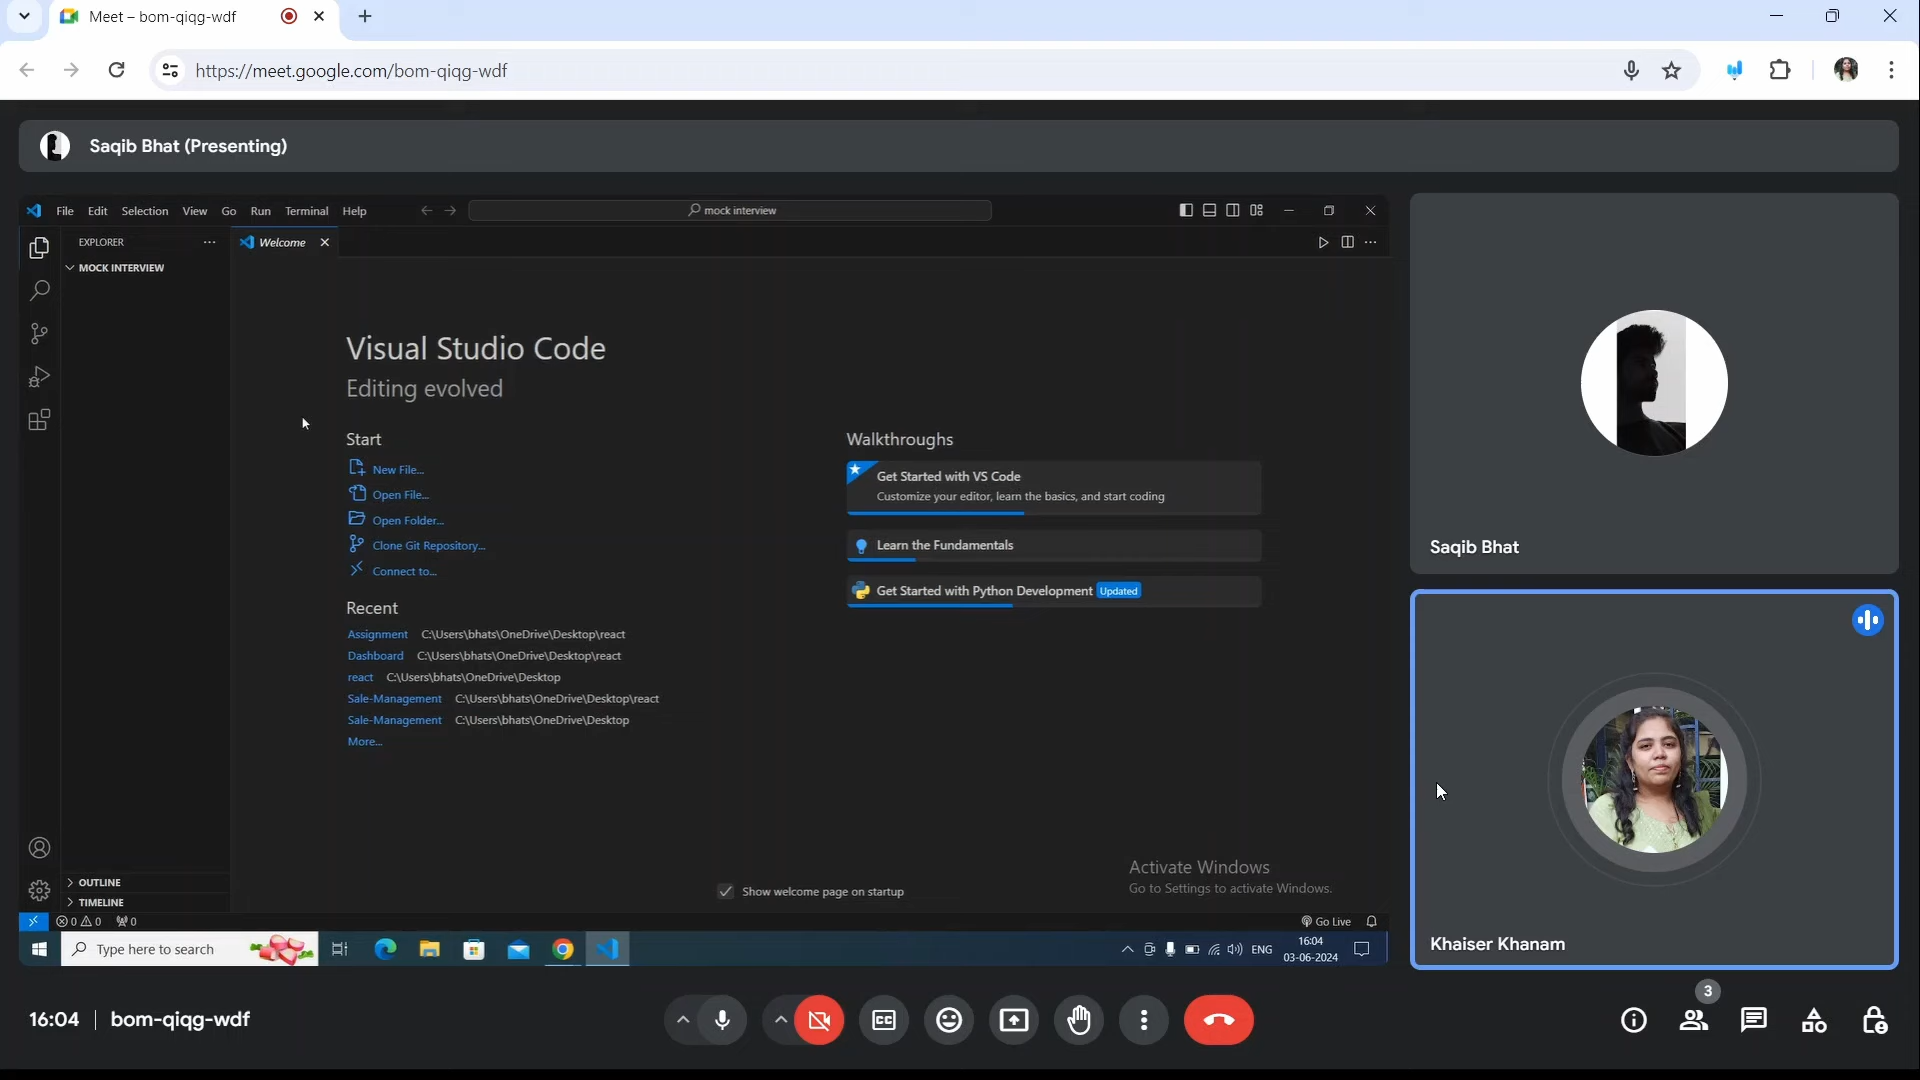 Meet – bom-qiqg-wdf
https://meet.google.com/bom-qiqg-wdf
Saqib Bhat (Presenting)
File Edit Selection View Go Run Terminal Help
mock interview
EXPLORER
Welcome
MOCK INTERVIEW
Visual Studio Code
Editing evolved
Start
New File...
Open File...
Open Folder...
Clone Git Repository...
Connect to...
Recent
Assignment C:\Users\bhats\OneDrive\Desktop\react
Dashboard C:\Users\bhats\OneDrive\Desktop\react
react C:\Users\bhats\OneDrive\Desktop
Sale-Management C:\Users\bhats\OneDrive\Desktop\react
Sale-Management C:\Users\bhats\OneDrive\Desktop
More...
Walkthroughs
Get Started with VS Code
Customize your editor, learn the basics, and start coding
Learn the Fundamentals
Get Started with Python Development Updated
Activate Windows
Go to Settings to activate Windows.
Show welcome page on startup
OUTLINE
TIMELINE
0 0 0
Go Live
Type here to search
ENG
16:04
03-06-2024
Saqib Bhat
Khaiser Khanam
16:04 | bom-qiqg-wdf
CC
3